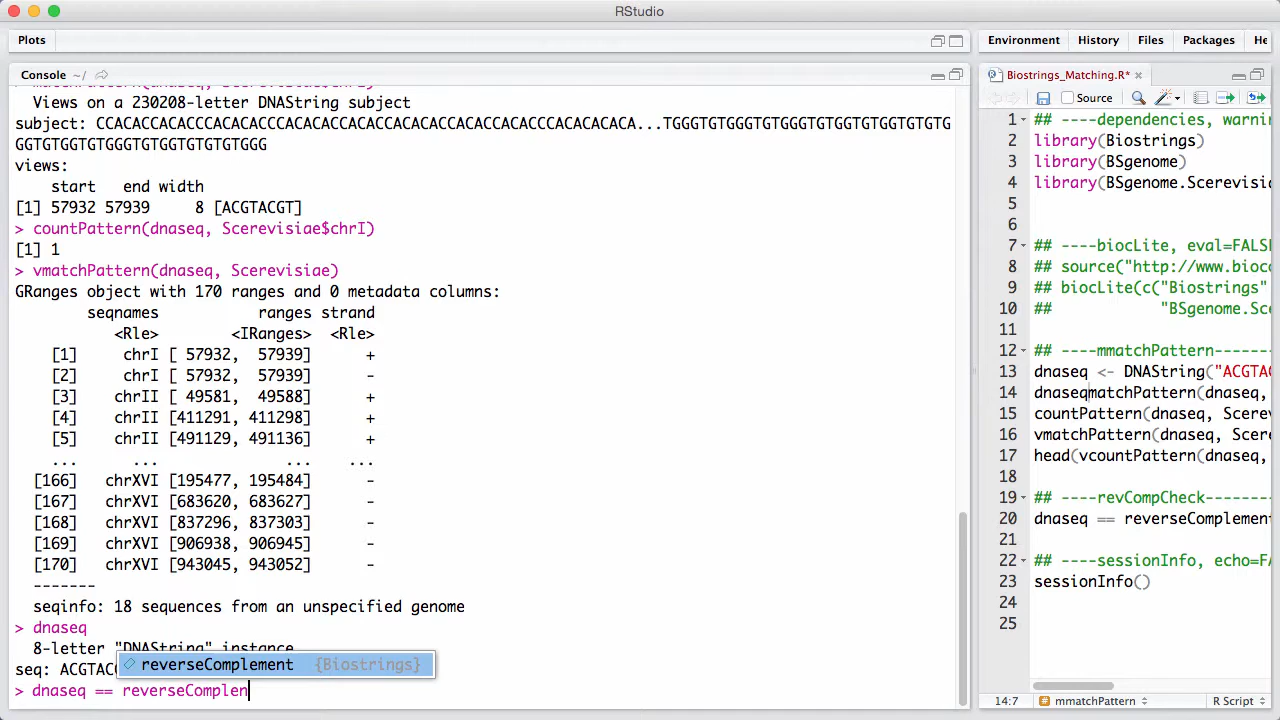 RStudio
Plots
Console ~/
Views on a 230208-letter DNAString subject
subject: CCACACCACACCCACACACCCACACACCACACCACACACCACACCACACCCACACACACA...TGGGTGTGGGTGTGGGTGTGGTGTGGTGTGTG
GGTGTGGTGTGGGTGTGGTGTGTGTGGG
views:
start end width
[1] 57932 57939 8 [ACGTACGT]
> countPattern(dnaseq, Scerevisiae$chrI)
[1] 1
> vmatchPattern(dnaseq, Scerevisiae)
GRanges object with 170 ranges and 0 metadata columns:
seqnames ranges strand
<Rle> <IRanges> <Rle>
[1] chrI [ 57932, 57939] +
[2] chrI [ 57932, 57939] -
[3] chrII [ 49581, 49588] +
[4] chrII [411291, 411298] +
[5] chrII [491129, 491136] +
... ... ... ...
[166] chrXVI [195477, 195484] -
[167] chrXVI [683620, 683627] -
[168] chrXVI [837296, 837303] -
[169] chrXVI [906938, 906945] -
[170] chrXVI [943045, 943052] -
-------
seqinfo: 18 sequences from an unspecified genome
> dnaseq
8-letter "DNAString" instance
seq: ACGTAC
reverseComplement {Biostrings}
> dnaseq == reverseComplen
Environment History Files Packages He
Biostrings_Matching.R*
Source
1 ## ----dependencies, warnin
2 library(Biostrings)
3 library(BSgenome)
4 library(BSgenome.Scerevisia
5
6
7 ## ----biocLite, eval=FALSE
8 ## source("http://www.bioco
9 ## biocLite(c("Biostrings"
10 ## "BSgenome.Sce
11
12 ## ----mmatchPattern-------
13 dnaseq <- DNAString("ACGTAC
14 dnaseqmatchPattern(dnaseq,
15 countPattern(dnaseq, Scerev
16 vmatchPattern(dnaseq, Scere
17 head(vcountPattern(dnaseq,
18
19 ## ----revCompCheck--------
20 dnaseq == reverseComplement
21
22 ## ----sessionInfo, echo=FA
23 sessionInfo()
24
25
14:7 # mmatchPattern R Script